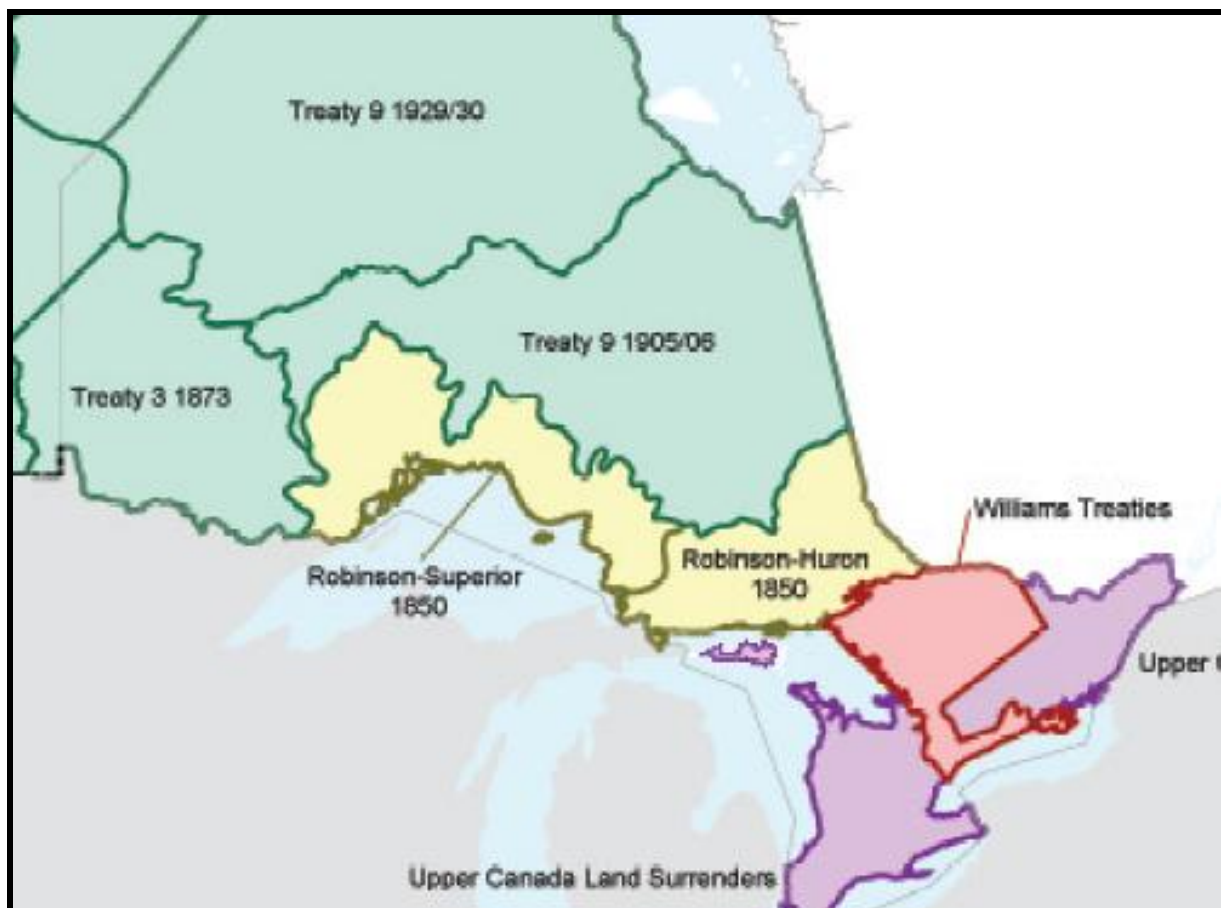 Treaty 9 1929/30
Treaty 9 1905/06
Treaty 3 1873
Williams Treaties
Robinson-Superior
1850
Robinson-Huron
1850
Upper
Upper Canada Land Surrenders